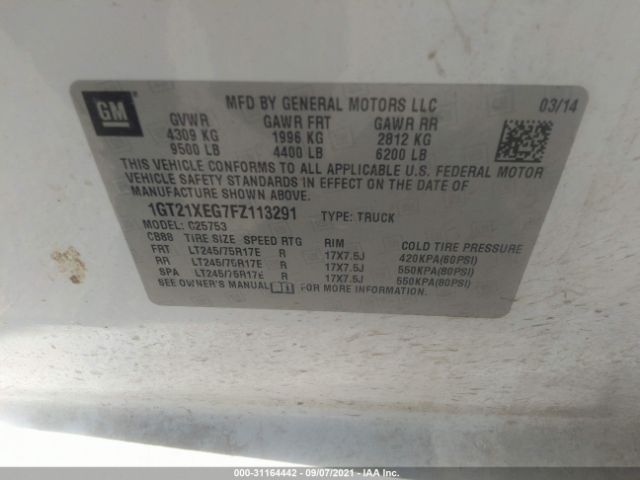 GM
MFD BY GENERAL MOTORS LLC 03/14
GVWR GAWR FRT GAWR RR
4309 KG 1996 KG 2812 KG
9500 LB 4400 LB 6200 LB
THIS VEHICLE CONFORMS TO ALL APPLICABLE U.S. FEDERAL MOTOR
VEHICLE SAFETY STANDARDS IN EFFECT ON THE DATE OF
MANUFACTURE SHOWN ABOVE.
1GT21XEG7FZ113291 TYPE: TRUCK
MODEL: C25753
C888 TIRE SIZE SPEED RTG RIM COLD TIRE PRESSURE
FRT LT245/75R17E R 17X7.5J 420KPA(60PSI)
RR LT245/75R17E R 17X7.5J 550KPA(80PSI)
SPA LT245/75R17E R 17X7.5J 550KPA(80PSI)
SEE OWNER'S MANUAL FOR MORE INFORMATION.
000-31164442 - 09/07/2021 - IAAI.COM